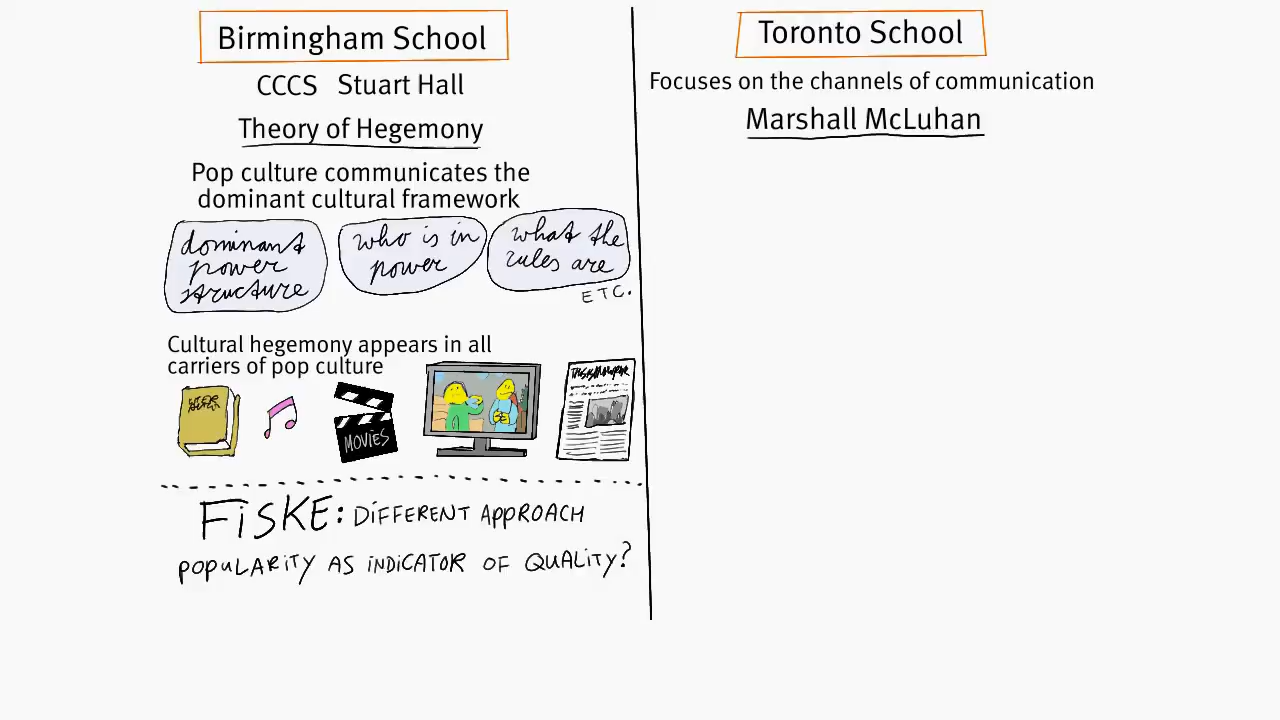 Birmingham School
CCCS Stuart Hall
Theory of Hegemony
Pop culture communicates the
dominant cultural framework
dominant
power
structure
who is in
power
what the
rules are
ETC.
Cultural hegemony appears in all
carriers of pop culture
MOVIES
FiSKE: DiFFERENT APPROACH
POPULARITY AS INDiCATOR OF QUALiTY?
Toronto School
Focuses on the channels of communication
Marshall McLuhan